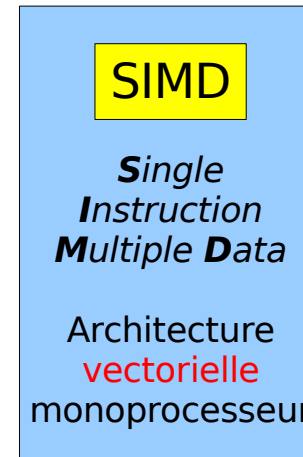 SIMD
Single
Instruction
Multiple Data
Architecture
vectorielle
monoprocesseur